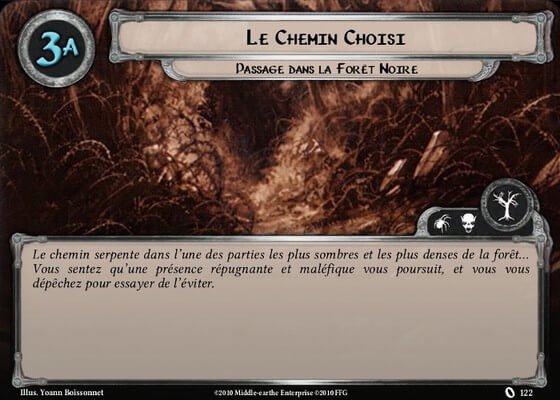 3A
Le Chemin Choisi
Passage dans la Forêt Noire
Le chemin serpente dans l'une des parties les plus sombres et les plus denses de la forêt...
Vous sentez qu'une présence répugnante et maléfique vous poursuit, et vous vous
dépêchez pour essayer de l'éviter.
Illus. Yoann Boissonnet
©2010 Middle-earthe Enterprise ©2010 FFG
122